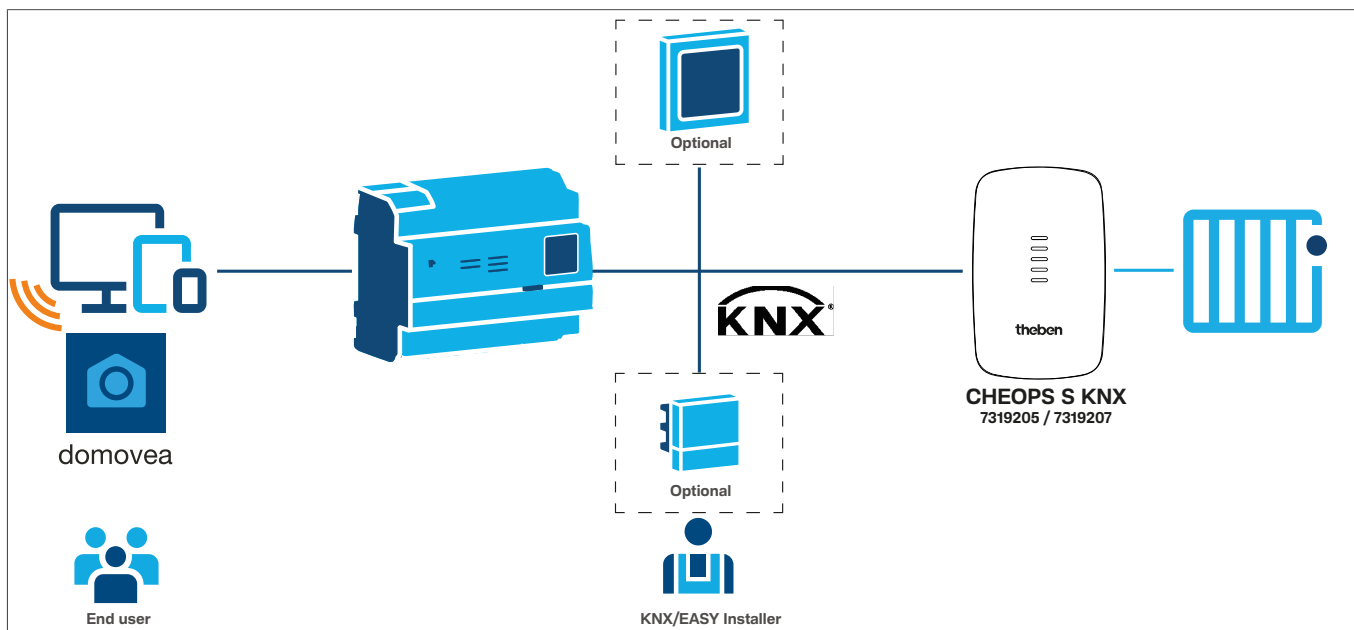 Optional
KNX®
theben
CHEOPS S KNX
7319205 / 7319207
domovea
Optional
End user
KNX/EASY Installer